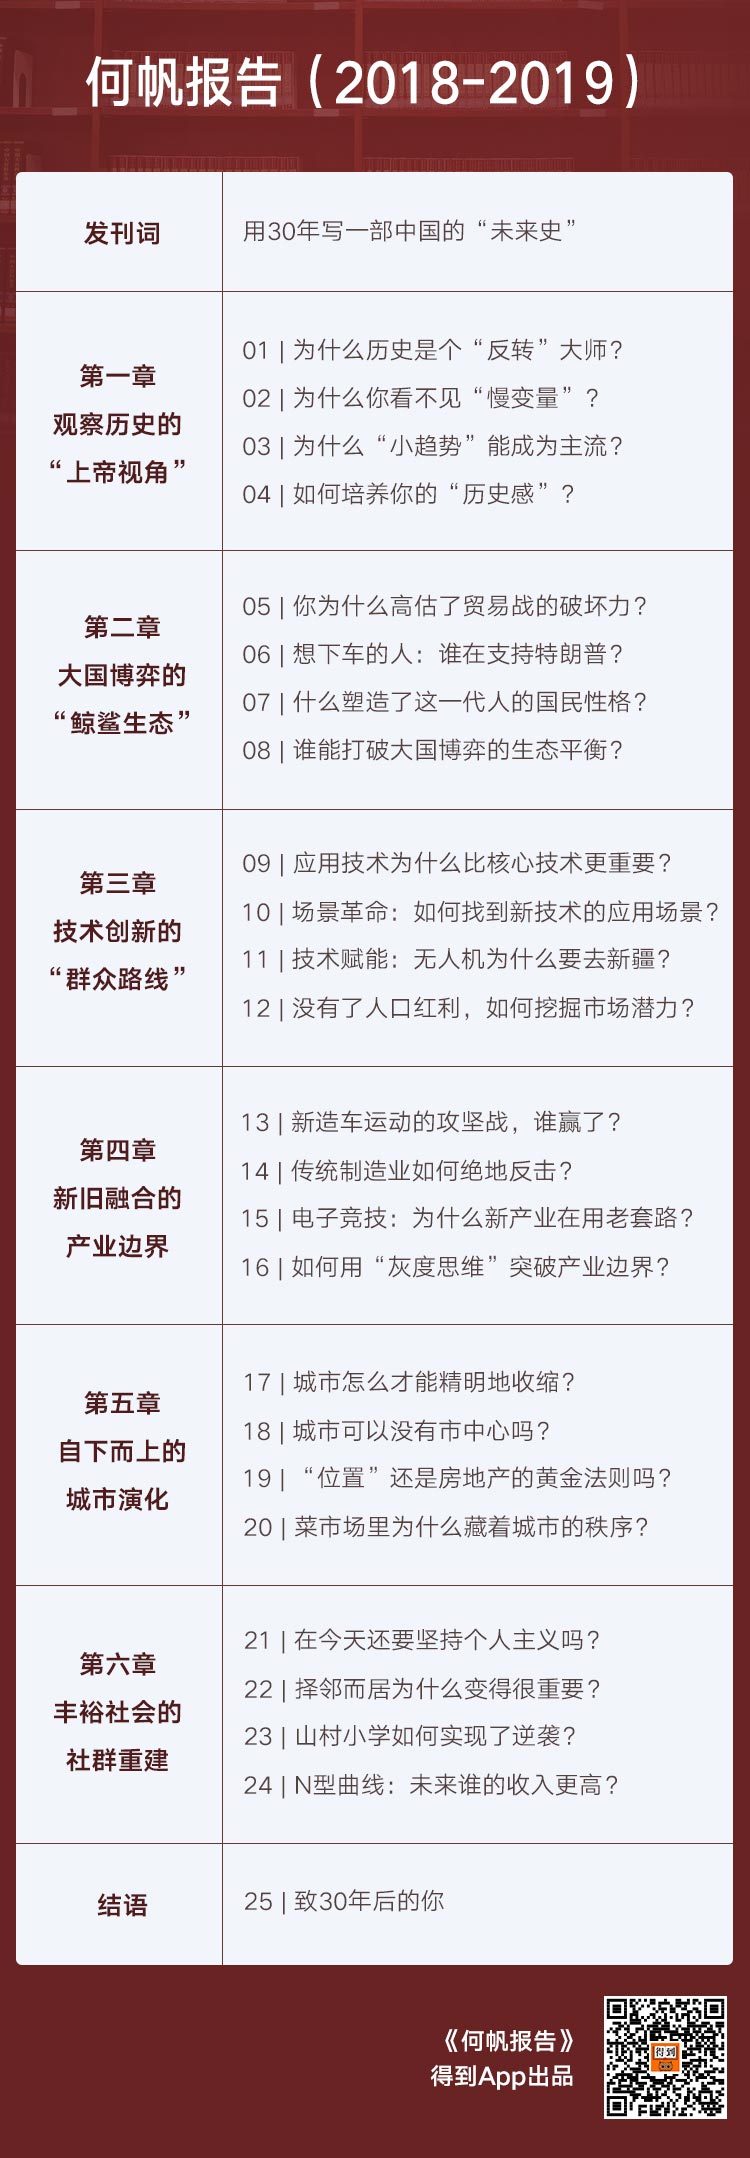 何帆报告（2018-2019）
发刊词
用30年写一部中国的“未来史”
第一章
观察历史的
“上帝视角”
01 | 为什么历史是个“反转”大师？
02 | 为什么你看不见“慢变量”？
03 | 为什么“小趋势”能成为主流？
04 | 如何培养你的“历史感”？
第二章
大国博弈的
“鲸鲨生态”
05 | 你为什么高估了贸易战的破坏力？
06 | 想下车的人：谁在支持特朗普？
07 | 什么塑造了这一代人的国民性格？
08 | 谁能打破大国博弈的生态平衡？
第三章
技术创新的
“群众路线”
09 | 应用技术为什么比核心技术更重要？
10 | 场景革命：如何找到新技术的应用场景？
11 | 技术赋能：无人机为什么要去新疆？
12 | 没有了人口红利，如何挖掘市场潜力？
第四章
新旧融合的
产业边界
13 | 新造车运动的攻坚战，谁赢了？
14 | 传统制造业如何绝地反击？
15 | 电子竞技：为什么新产业在用老套路？
16 | 如何用“灰度思维”突破产业边界？
第五章
自下而上的
城市演化
17 | 城市怎么才能精明地收缩？
18 | 城市可以没有市中心吗？
19 | “位置”还是房地产的黄金法则吗？
20 | 菜市场里为什么藏着城市的秩序？
第六章
丰裕社会的
社群重建
21 | 在今天还要坚持个人主义吗？
22 | 择邻而居为什么变得很重要？
23 | 山村小学如何实现了逆袭？
24 | N型曲线：未来谁的收入更高？
结语
25 | 致30年后的你
《何帆报告》
得到App出品
得到